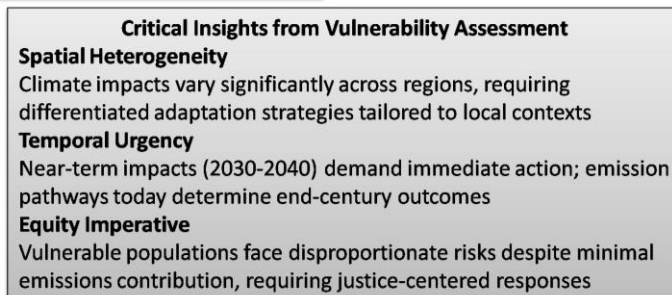 Critical Insights from Vulnerability Assessment
Spatial Heterogeneity
Climate impacts vary significantly across regions, requiring
differentiated adaptation strategies tailored to local contexts
Temporal Urgency
Near-term impacts (2030-2040) demand immediate action; emission
pathways today determine end-century outcomes
Equity Imperative
Vulnerable populations face disproportionate risks despite minimal
emissions contribution, requiring justice-centered responses